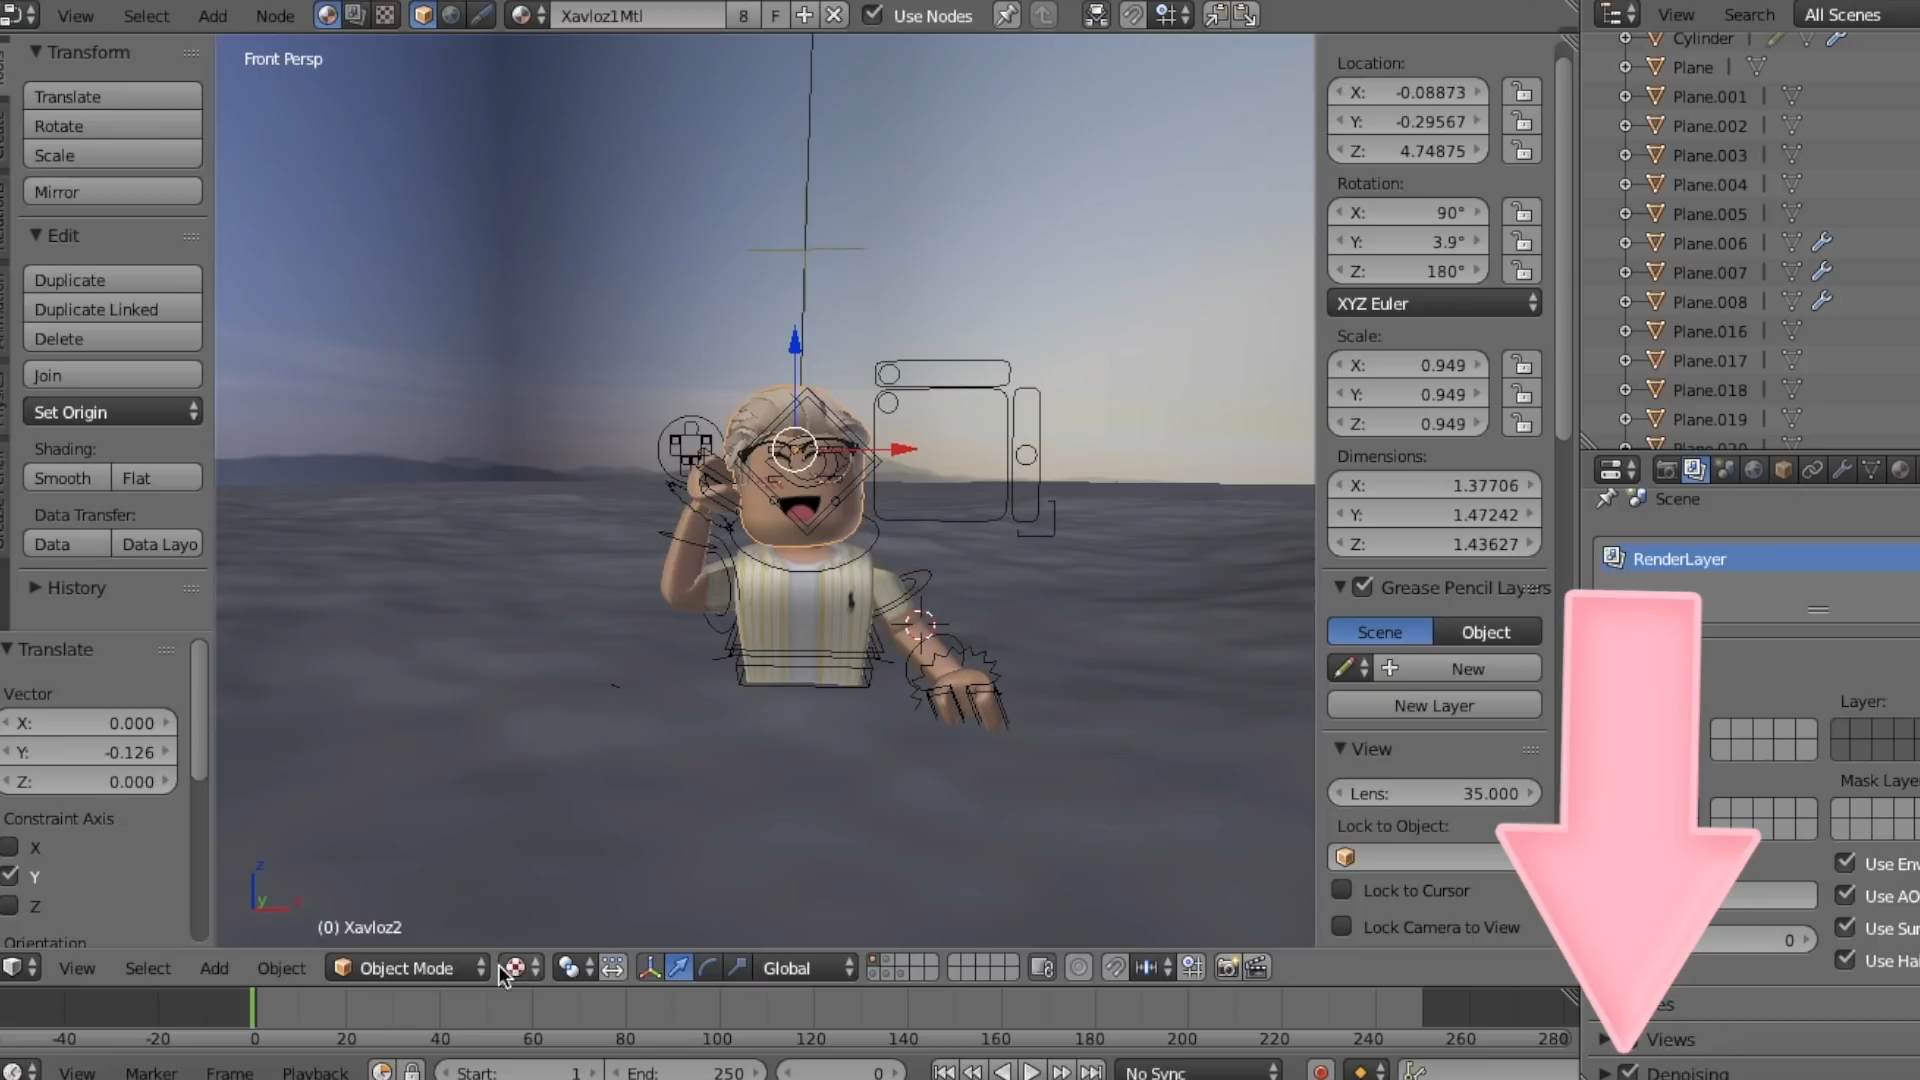 View Select Add Node Xavloz1Mtl 8 F Use Nodes View Search All Scenes
Transform
Translate
Rotate
Scale
Mirror
Edit
Duplicate
Duplicate Linked
Delete
Join
Set Origin
Shading:
Smooth Flat
Data Transfer:
Data Data Layo
History
Translate
Vector
X: 0.000
Y: -0.126
Z: 0.000
Constraint Axis
X
Y
Z
Orientation
Front Persp
z
y
(0) Xavloz2
Location:
X: -0.08873
Y: -0.29567
Z: 4.74875
Rotation:
X: 90°
Y: 3.9°
Z: 180°
XYZ Euler
Scale:
X: 0.949
Y: 0.949
Z: 0.949
Dimensions:
X: 1.37706
Y: 1.47242
Z: 1.43627
Grease Pencil Layers
Scene Object
New
New Layer
View
Lens: 35.000
Lock to Object:
Lock to Cursor
Lock Camera to View
Cylinder
Plane
Plane.001
Plane.002
Plane.003
Plane.004
Plane.005
Plane.006
Plane.007
Plane.008
Plane.016
Plane.017
Plane.018
Plane.019
Scene
RenderLayer
Layer:
Mask Laye
Use Env
Use AO
Use Sur
0
Use Hai
es
Views
Denoising
View Select Add Object Object Mode Global
-40 -20 0 20 40 60 80 100 120 140 160 180 200 220 240 260 280
View Marker Frame Playback Start: 1 End: 250 0 No Sync